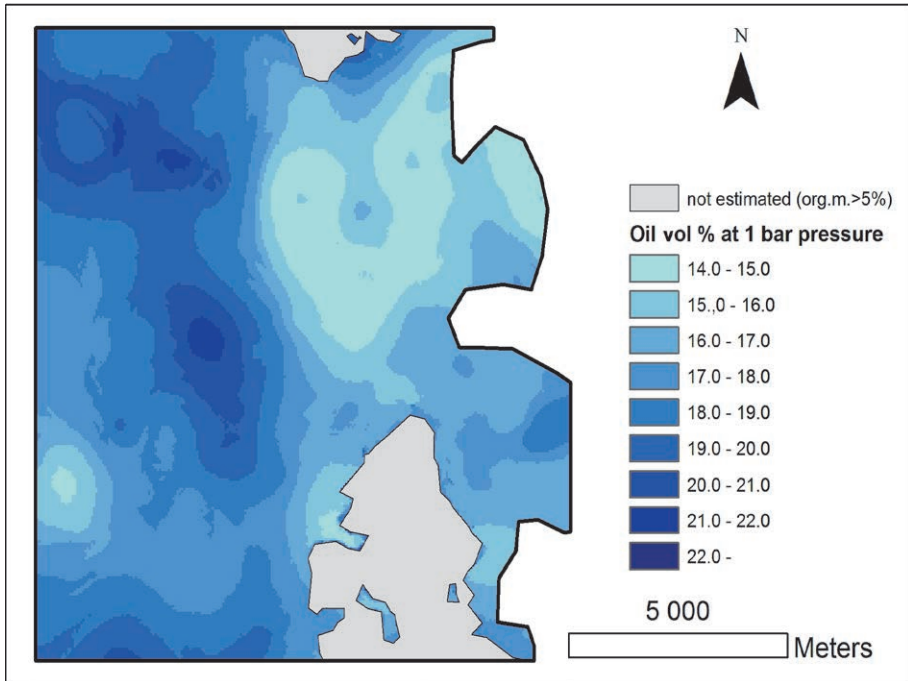 N
not estimated (org.m.>5%)
Oil vol % at 1 bar pressure
14.0 - 15.0
15.,0 - 16.0
16.0 - 17.0
17.0 - 18.0
18.0 - 19.0
19.0 - 20.0
20.0 - 21.0
21.0 - 22.0
22.0 -
5 000
Meters